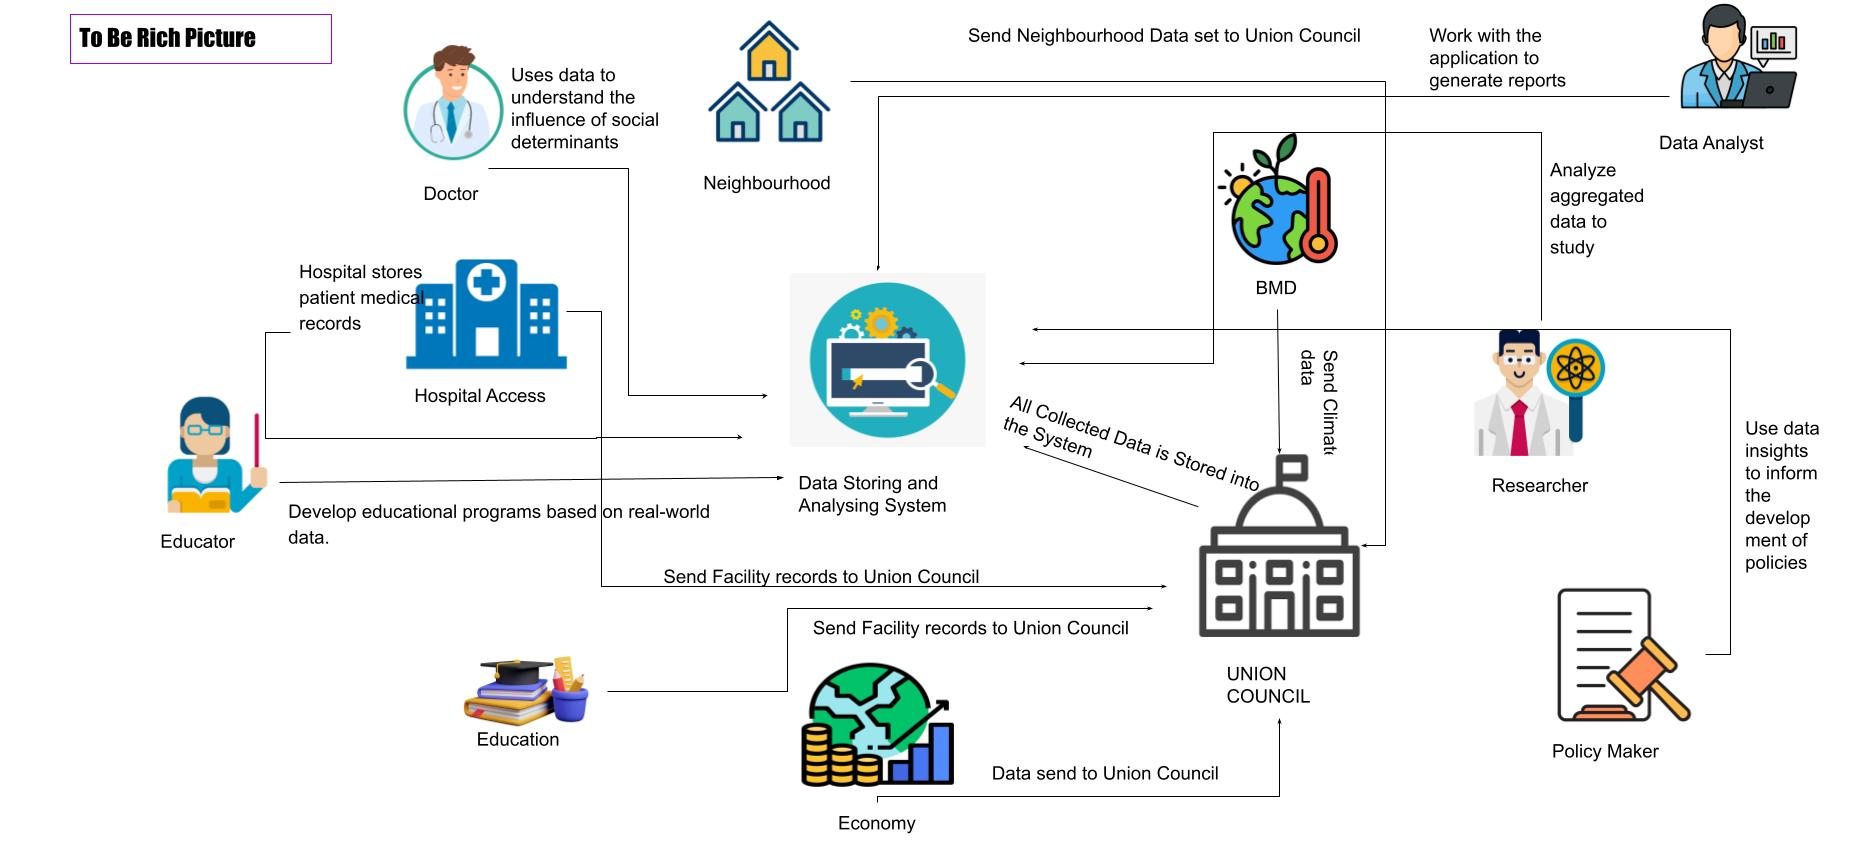 To Be Rich Picture
Send Neighbourhood Data set to Union Council
Work with the
application to
generate reports
Uses data to
understand the
influence of social
determinants
Data Analyst
Neighbourhood
Doctor
Analyze
aggregated
data to
study
Hospital stores
patient medical
records
BMD
Send Climate
data
Hospital Access
All Collected Data is Stored into
the System
Use data
insights
to inform
the
develop
ment of
policies
Data Storing and
Analysing System
Researcher
Develop educational programs based on real-world
data.
Educator
Send Facility records to Union Council
Send Facility records to Union Council
UNION
COUNCIL
Education
Policy Maker
Data send to Union Council
Economy